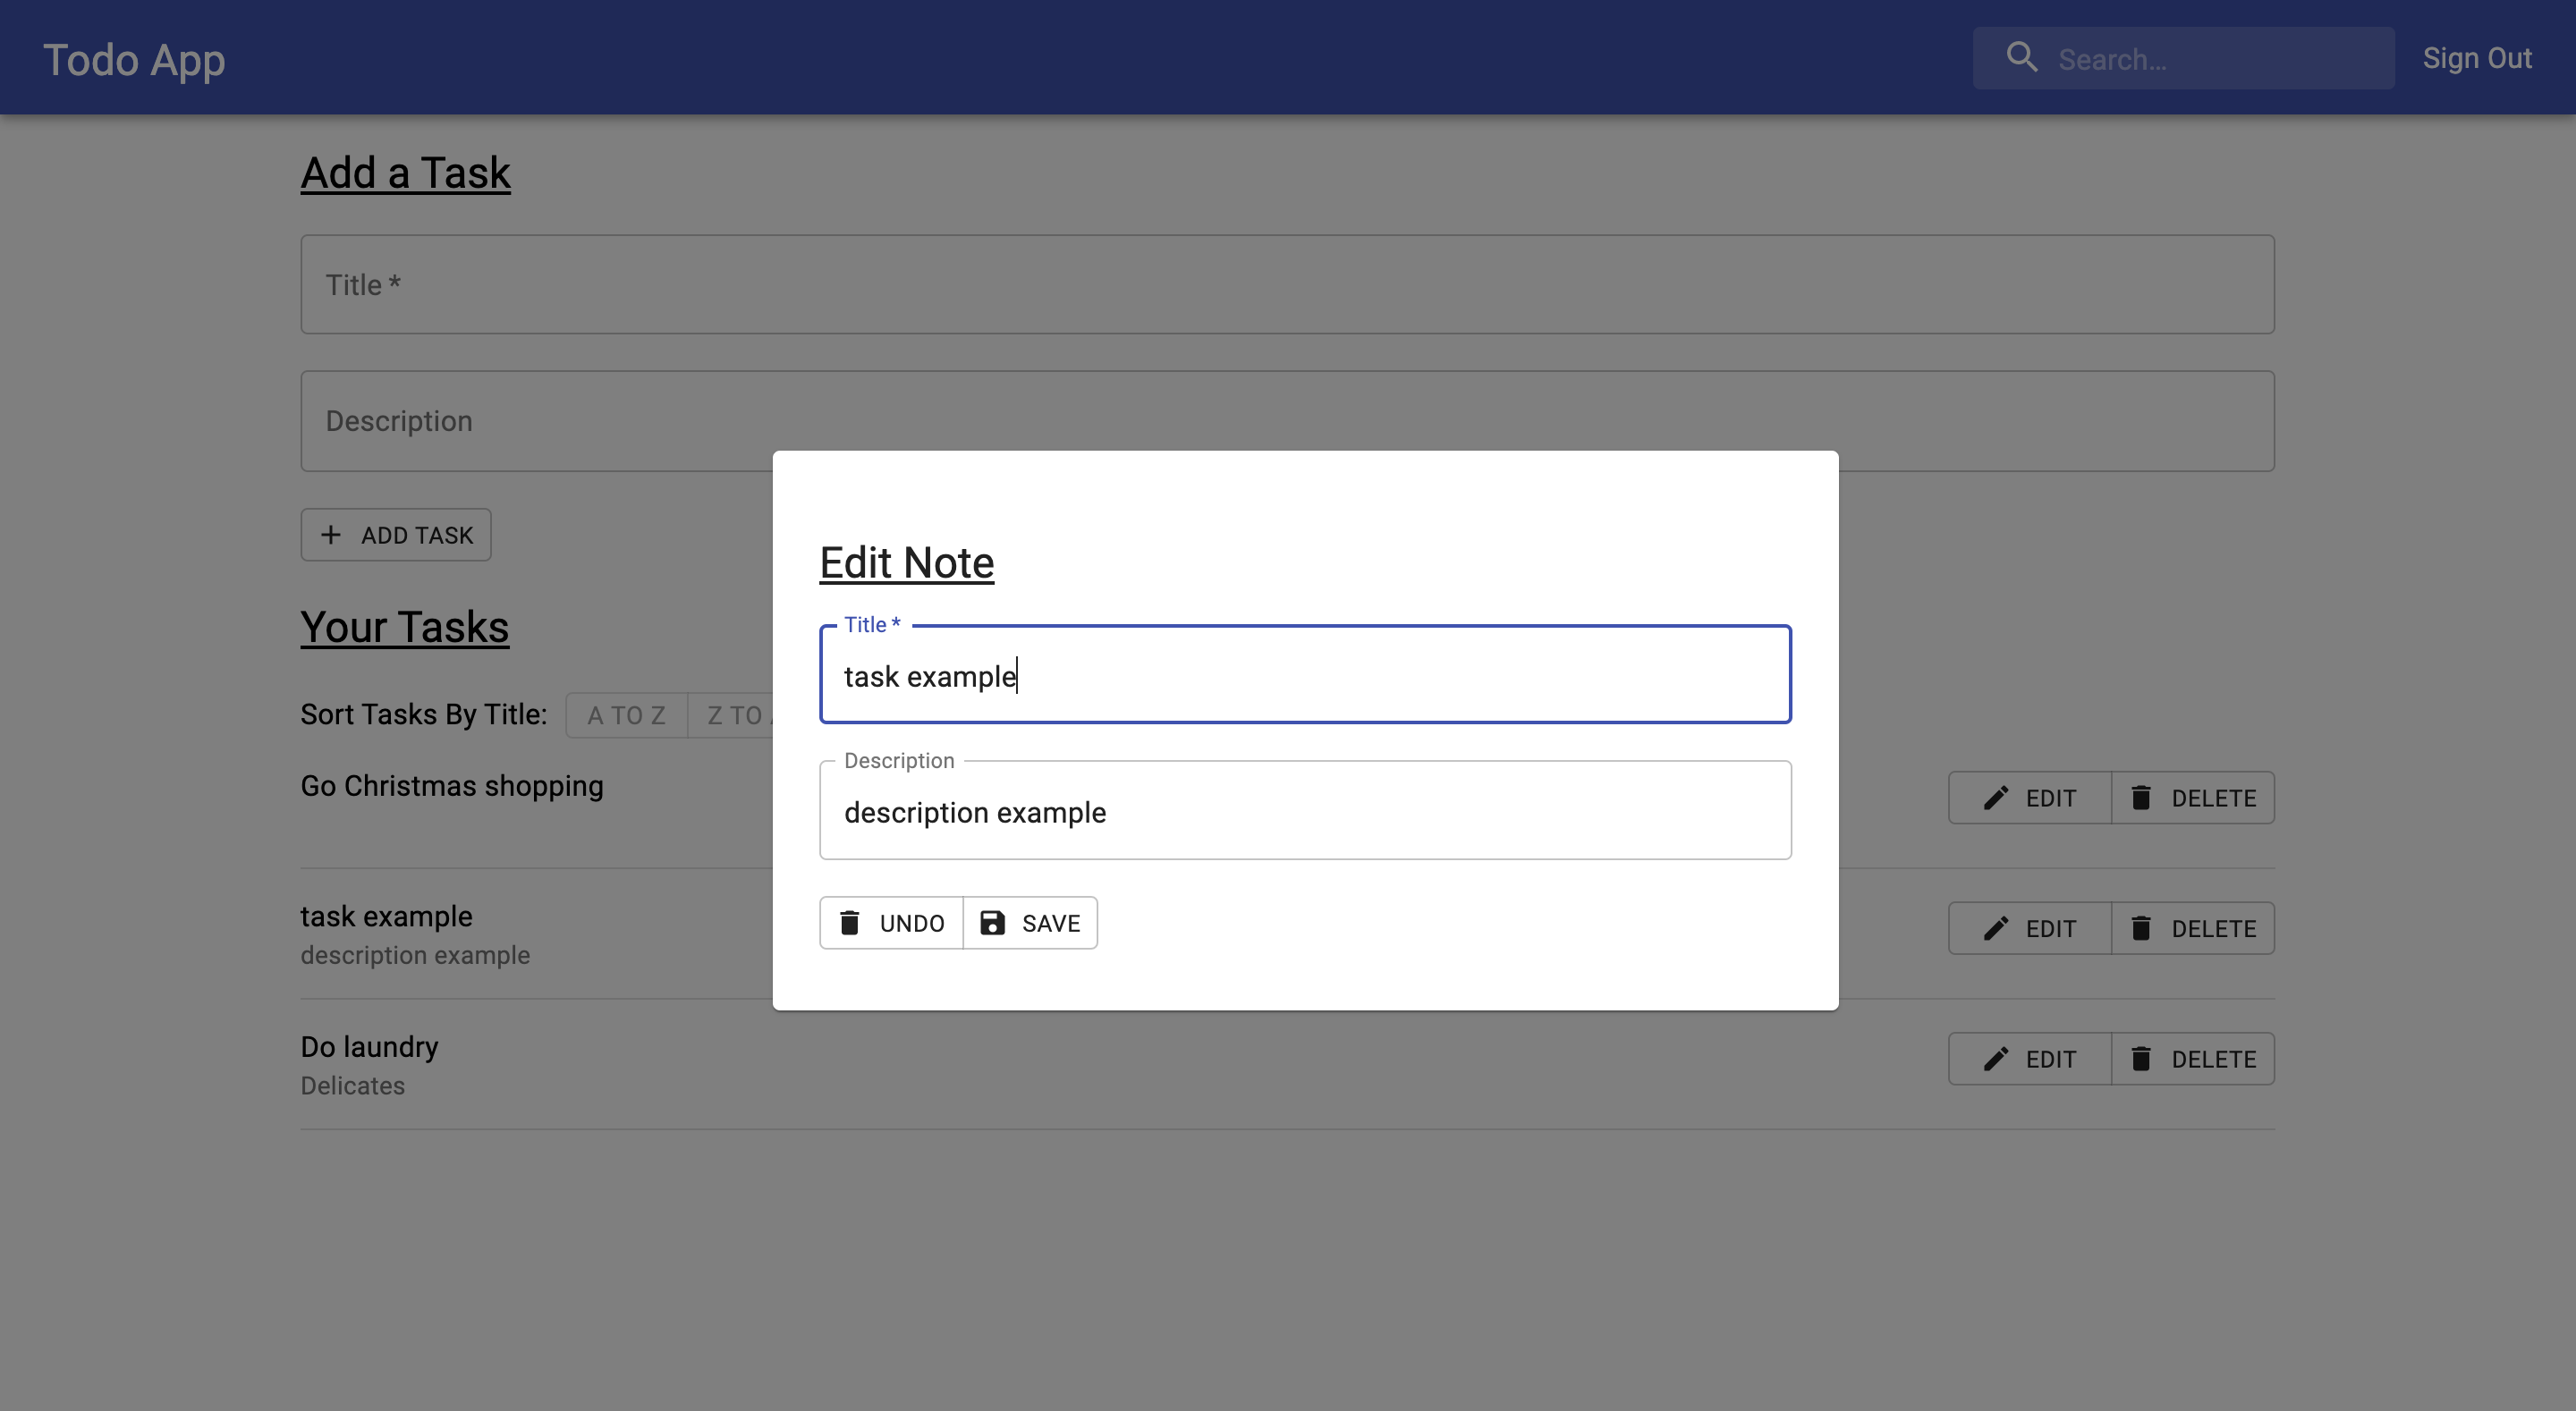 Todo App
Search...
Sign Out
Add a Task
Title *
Description
ADD TASK
Your Tasks
Sort Tasks By Title: A TO Z Z TO
Go Christmas shopping
EDIT DELETE
task example
description example
EDIT DELETE
Do laundry
Delicates
EDIT DELETE
Edit Note
Title *
task example
Description
description example
UNDO SAVE